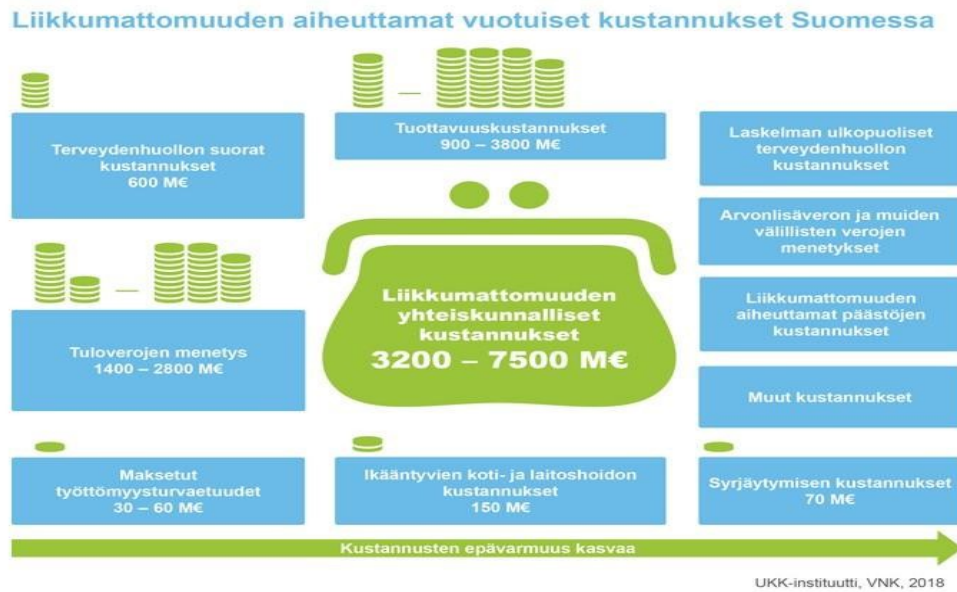 Liikkumattomuuden aiheuttamat vuotuiset kustannukset Suomessa
Terveydenhuollon suorat
kustannukset
600 M€
Tuottavuuskustannukset
900 – 3800 M€
Laskelman ulkopuoliset
terveydenhuollon
kustannukset
Arvonlisäveron ja muiden
välillisten verojen
menetykset
Liikkumattomuuden
yhteiskunnalliset
kustannukset
3200 – 7500 M€
Liikkumattomuuden
aiheuttamat päästöjen
kustannukset
Tuloverojen menetys
1400 – 2800 M€
Muut kustannukset
Maksetut
työttömyysturvaetuudet
30 – 60 M€
Ikääntyvien koti- ja laitoshoidon
kustannukset
150 M€
Syrjäytymisen kustannukset
70 M€
Kustannusten epävarmuus kasvaa
UKK-instituutti, VNK, 2018